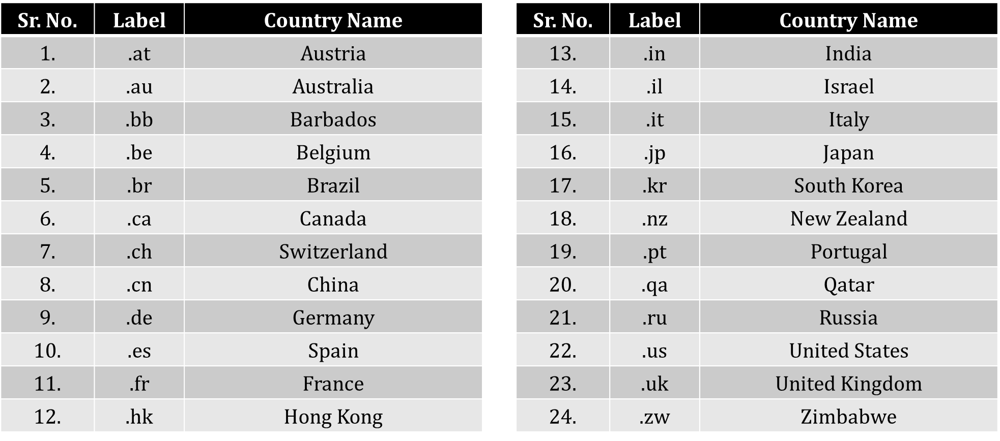 Sr. No. Label Country Name
1. .at Austria
2. .au Australia
3. .bb Barbados
4. .be Belgium
5. .br Brazil
6. .ca Canada
7. .ch Switzerland
8. .cn China
9. .de Germany
10. .es Spain
11. .fr France
12. .hk Hong Kong
Sr. No. Label Country Name
13. .in India
14. .il Israel
15. .it Italy
16. .jp Japan
17. .kr South Korea
18. .nz New Zealand
19. .pt Portugal
20. .qa Qatar
21. .ru Russia
22. .us United States
23. .uk United Kingdom
24. .zw Zimbabwe